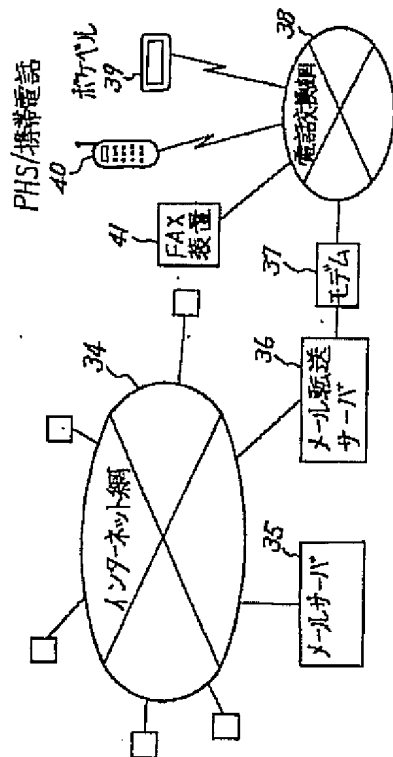 PHS/携帯電話
40
ポケベル
39
41
FAX
装置
電話交換網
38
34
インターネット網
37
モデム
36
メール転送
サーバ
35
メールサーバ